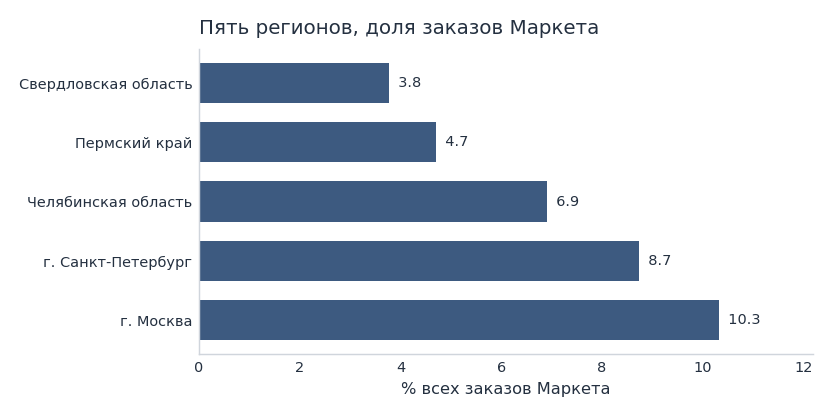 Пять регионов, доля заказов Маркета
Свердловская область 3.8
Пермский край 4.7
Челябинская область 6.9
г. Санкт-Петербург 8.7
г. Москва 10.3
0 2 4 6 8 10 12
% всех заказов Маркета